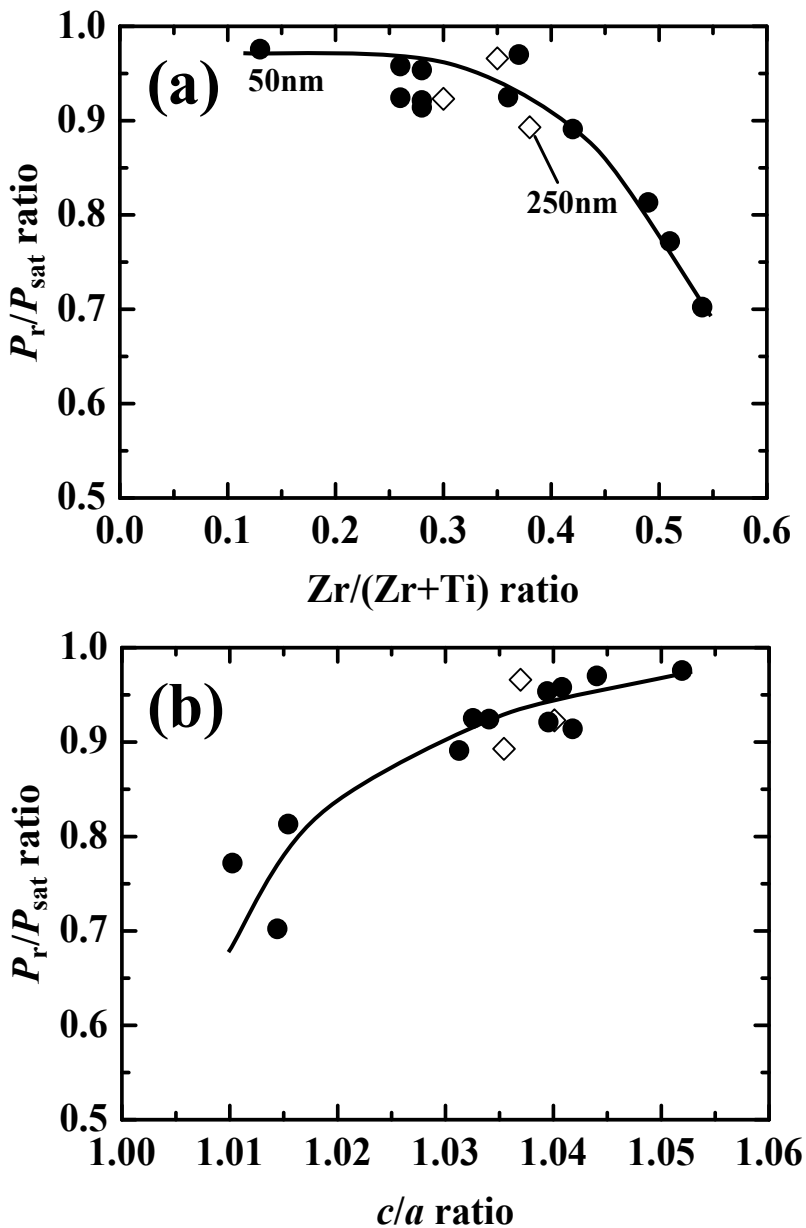 1.0
(a)
50nm
0.9
250nm
0.8
0.7
0.6
0.5
Pr/Psat ratio
0.0 0.1 0.2 0.3 0.4 0.5 0.6
Zr/(Zr+Ti) ratio
1.0
(b)
0.9
0.8
0.7
0.6
0.5
Pr/Psat ratio
1.00 1.01 1.02 1.03 1.04 1.05 1.06
c/a ratio